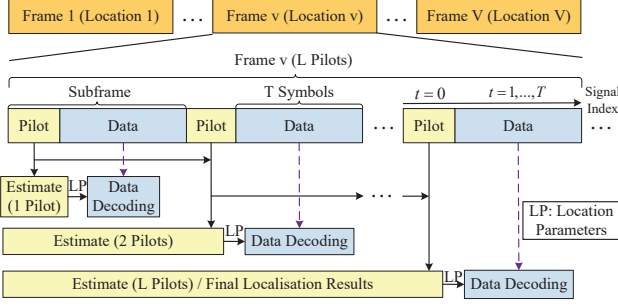 Frame 1 (Location 1) ... Frame v (Location v) ... Frame V (Location V)
Frame v (L Pilots)
Subframe T Symbols t = 0 t = 1,...,T Signal
Index
Pilot Data Pilot Data ... Pilot Data ...
Estimate
(1 Pilot) LP Data
Decoding
...
LP: Location
Parameters
Estimate (2 Pilots) LP Data Decoding
Estimate (L Pilots) / Final Localisation Results LP Data Decoding